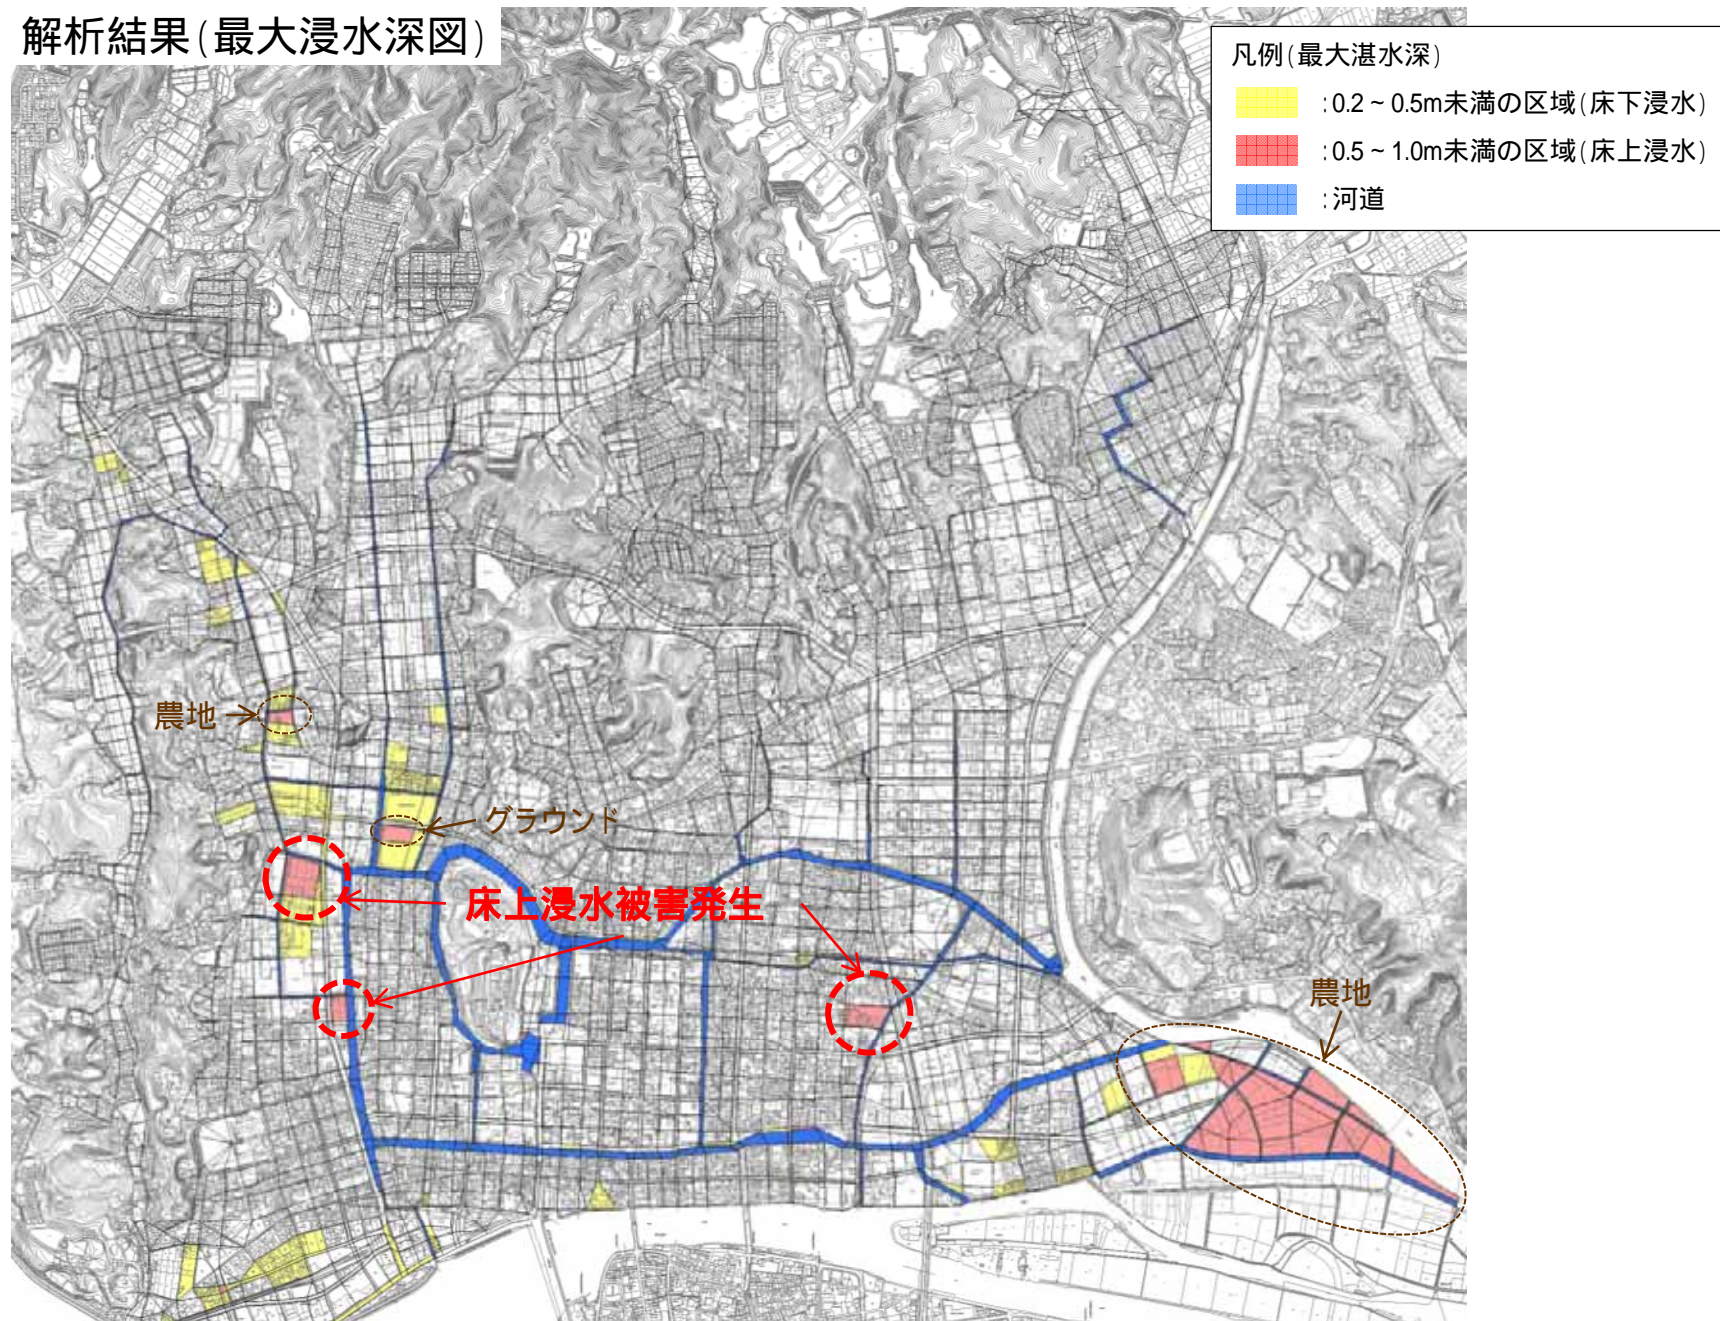 解析結果(最大浸水深図)
凡例(最大湛水深)
:0.2~0.5m未満の区域(床下浸水)
:0.5~1.0m未満の区域(床上浸水)
:河道
農地
グラウンド
床上浸水被害発生
農地